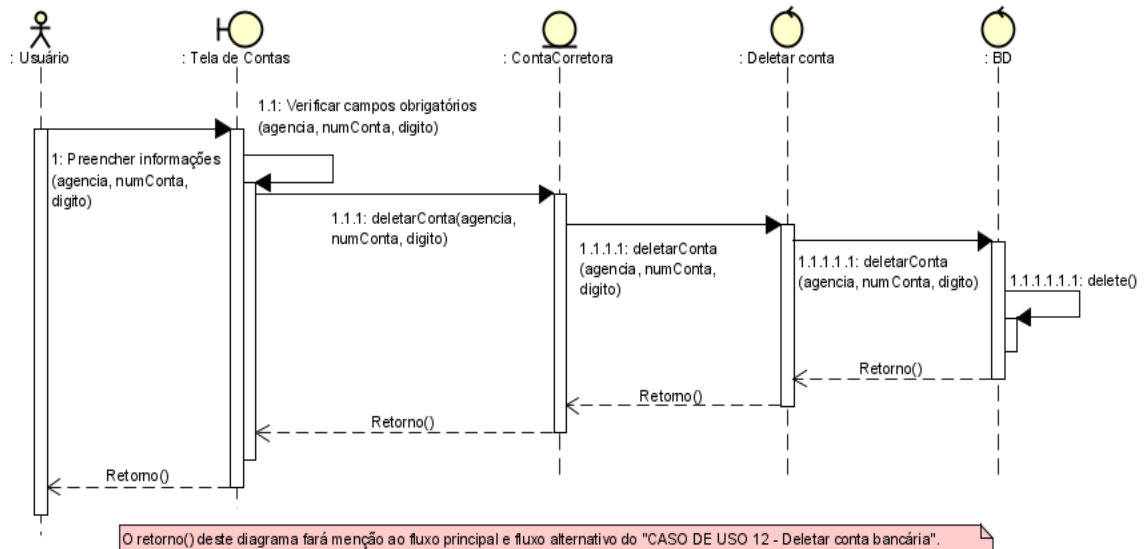 : Usuário
: Tela de Contas
: ContaCorretora
: Deletar conta
: BD
1.1: Verificar campos obrigatórios
(agencia, numConta, digito)
1: Preencher informações
(agencia, numConta,
digito)
1.1.1: deletarConta(agencia,
numConta, digito)
1.1.1.1: deletarConta
(agencia, numConta,
digito)
1.1.1.1.1: deletarConta
(agencia, numConta, digito)
1.1.1.1.1.1: delete()
Retorno()
Retorno()
Retorno()
Retorno()
O retorno() deste diagrama fará menção ao fluxo principal e fluxo alternativo do "CASO DE USO 12 - Deletar conta bancária".